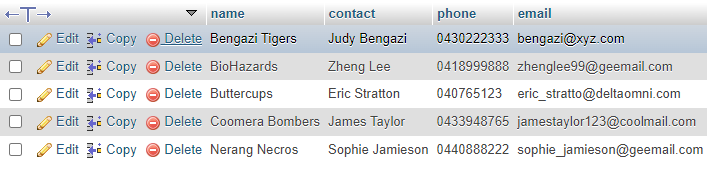 name contact phone email
Edit Copy Delete Bengazi Tigers Judy Bengazi 0430222333 bengazi@xyz.com
Edit Copy Delete BioHazards Zheng Lee 0418999888 zhenglee99@geemail.com
Edit Copy Delete Buttercups Eric Stratton 040765123 eric_stratto@deltaomni.com
Edit Copy Delete Coomera Bombers James Taylor 0433948765 jamestaylor123@coolmail.com
Edit Copy Delete Nerang Necros Sophie Jamieson 0440888222 sophie_jamieson@geemail.com